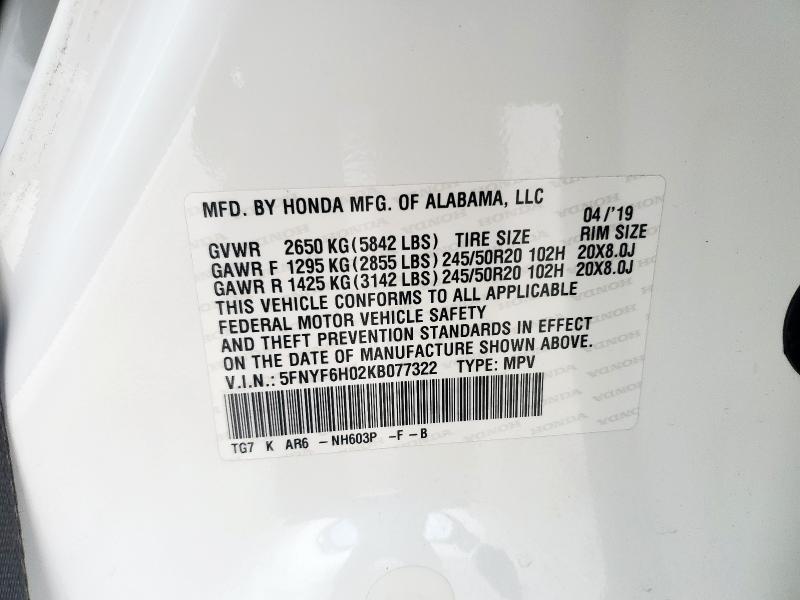 MFD. BY HONDA MFG. OF ALABAMA, LLC 04/'19
GVWR 2650 KG (5842 LBS) TIRE SIZE RIM SIZE
GAWR F 1295 KG (2855 LBS) 245/50R20 102H 20X8.0J
GAWR R 1425 KG (3142 LBS) 245/50R20 102H 20X8.0J
THIS VEHICLE CONFORMS TO ALL APPLICABLE
FEDERAL MOTOR VEHICLE SAFETY
AND THEFT PREVENTION STANDARDS IN EFFECT
ON THE DATE OF MANUFACTURE SHOWN ABOVE.
V.I.N.: 5FNYF6H02KB077322 TYPE: MPV
TG7 K AR6 -NH603P -F-B